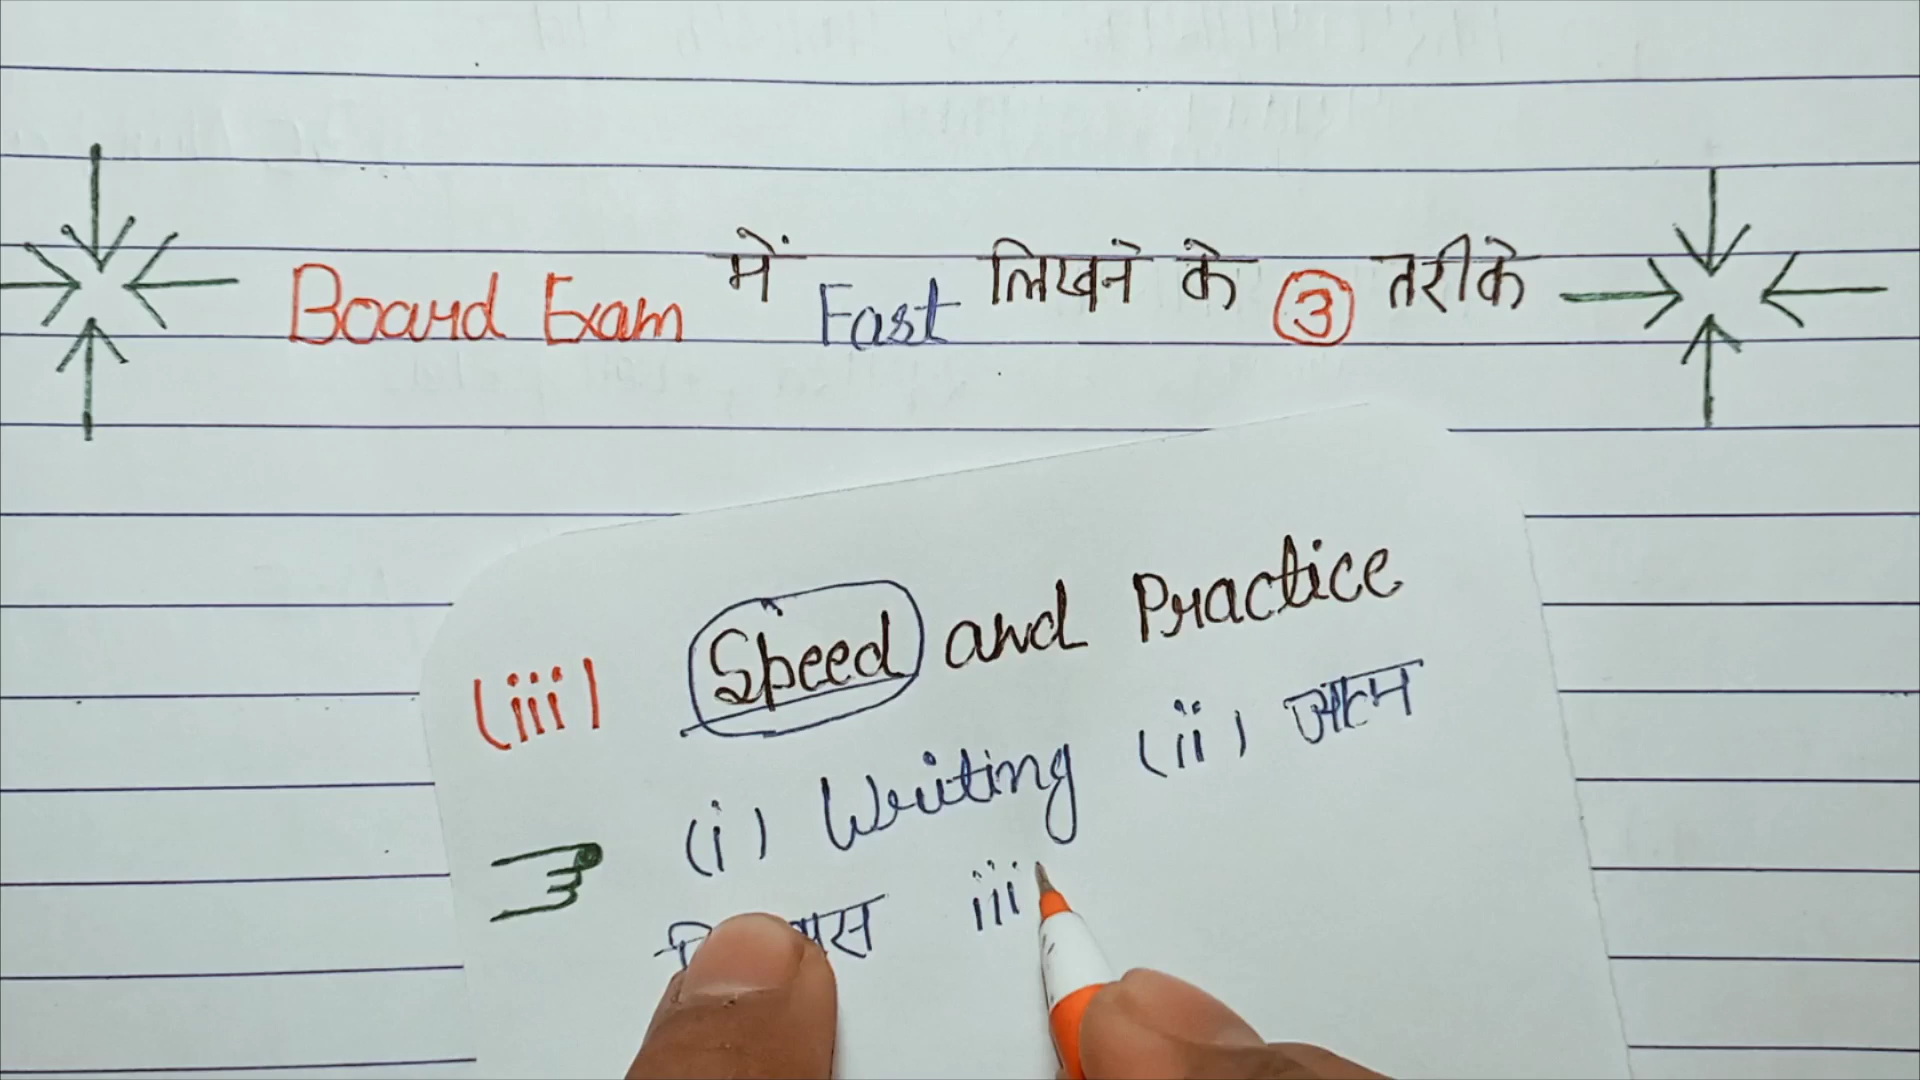 Board Exam में Fast लिखने के 3 तरीके
(iii) Speed and Practice
(i) Writing (ii) आत्म
iii